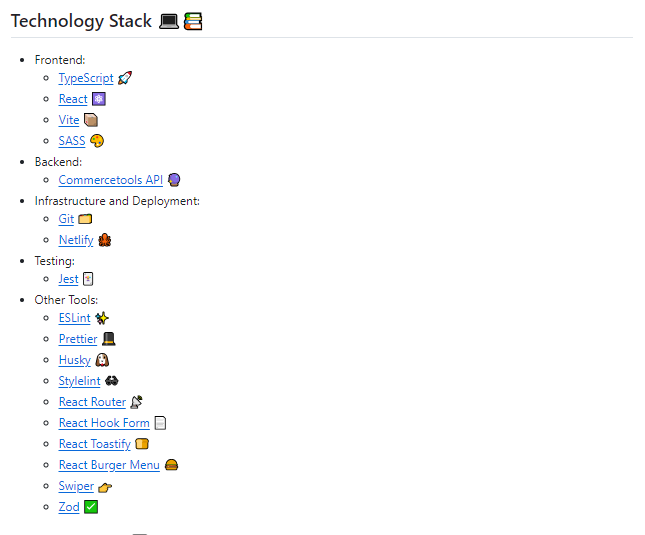 Technology Stack 💻📚
Frontend:
TypeScript 🚀
React ⚛️
Vite 📦
SASS 🎨
Backend:
Commercetools API 🔮
Infrastructure and Deployment:
Git 🗂️
Netlify 🐙
Testing:
Jest 🃏
Other Tools:
ESLint ✨
Prettier 🎩
Husky 🐶
Stylelint 🕶️
React Router 📡
React Hook Form 📄
React Toastify 🍞
React Burger Menu 🍔
Swiper 👉
Zod ✅